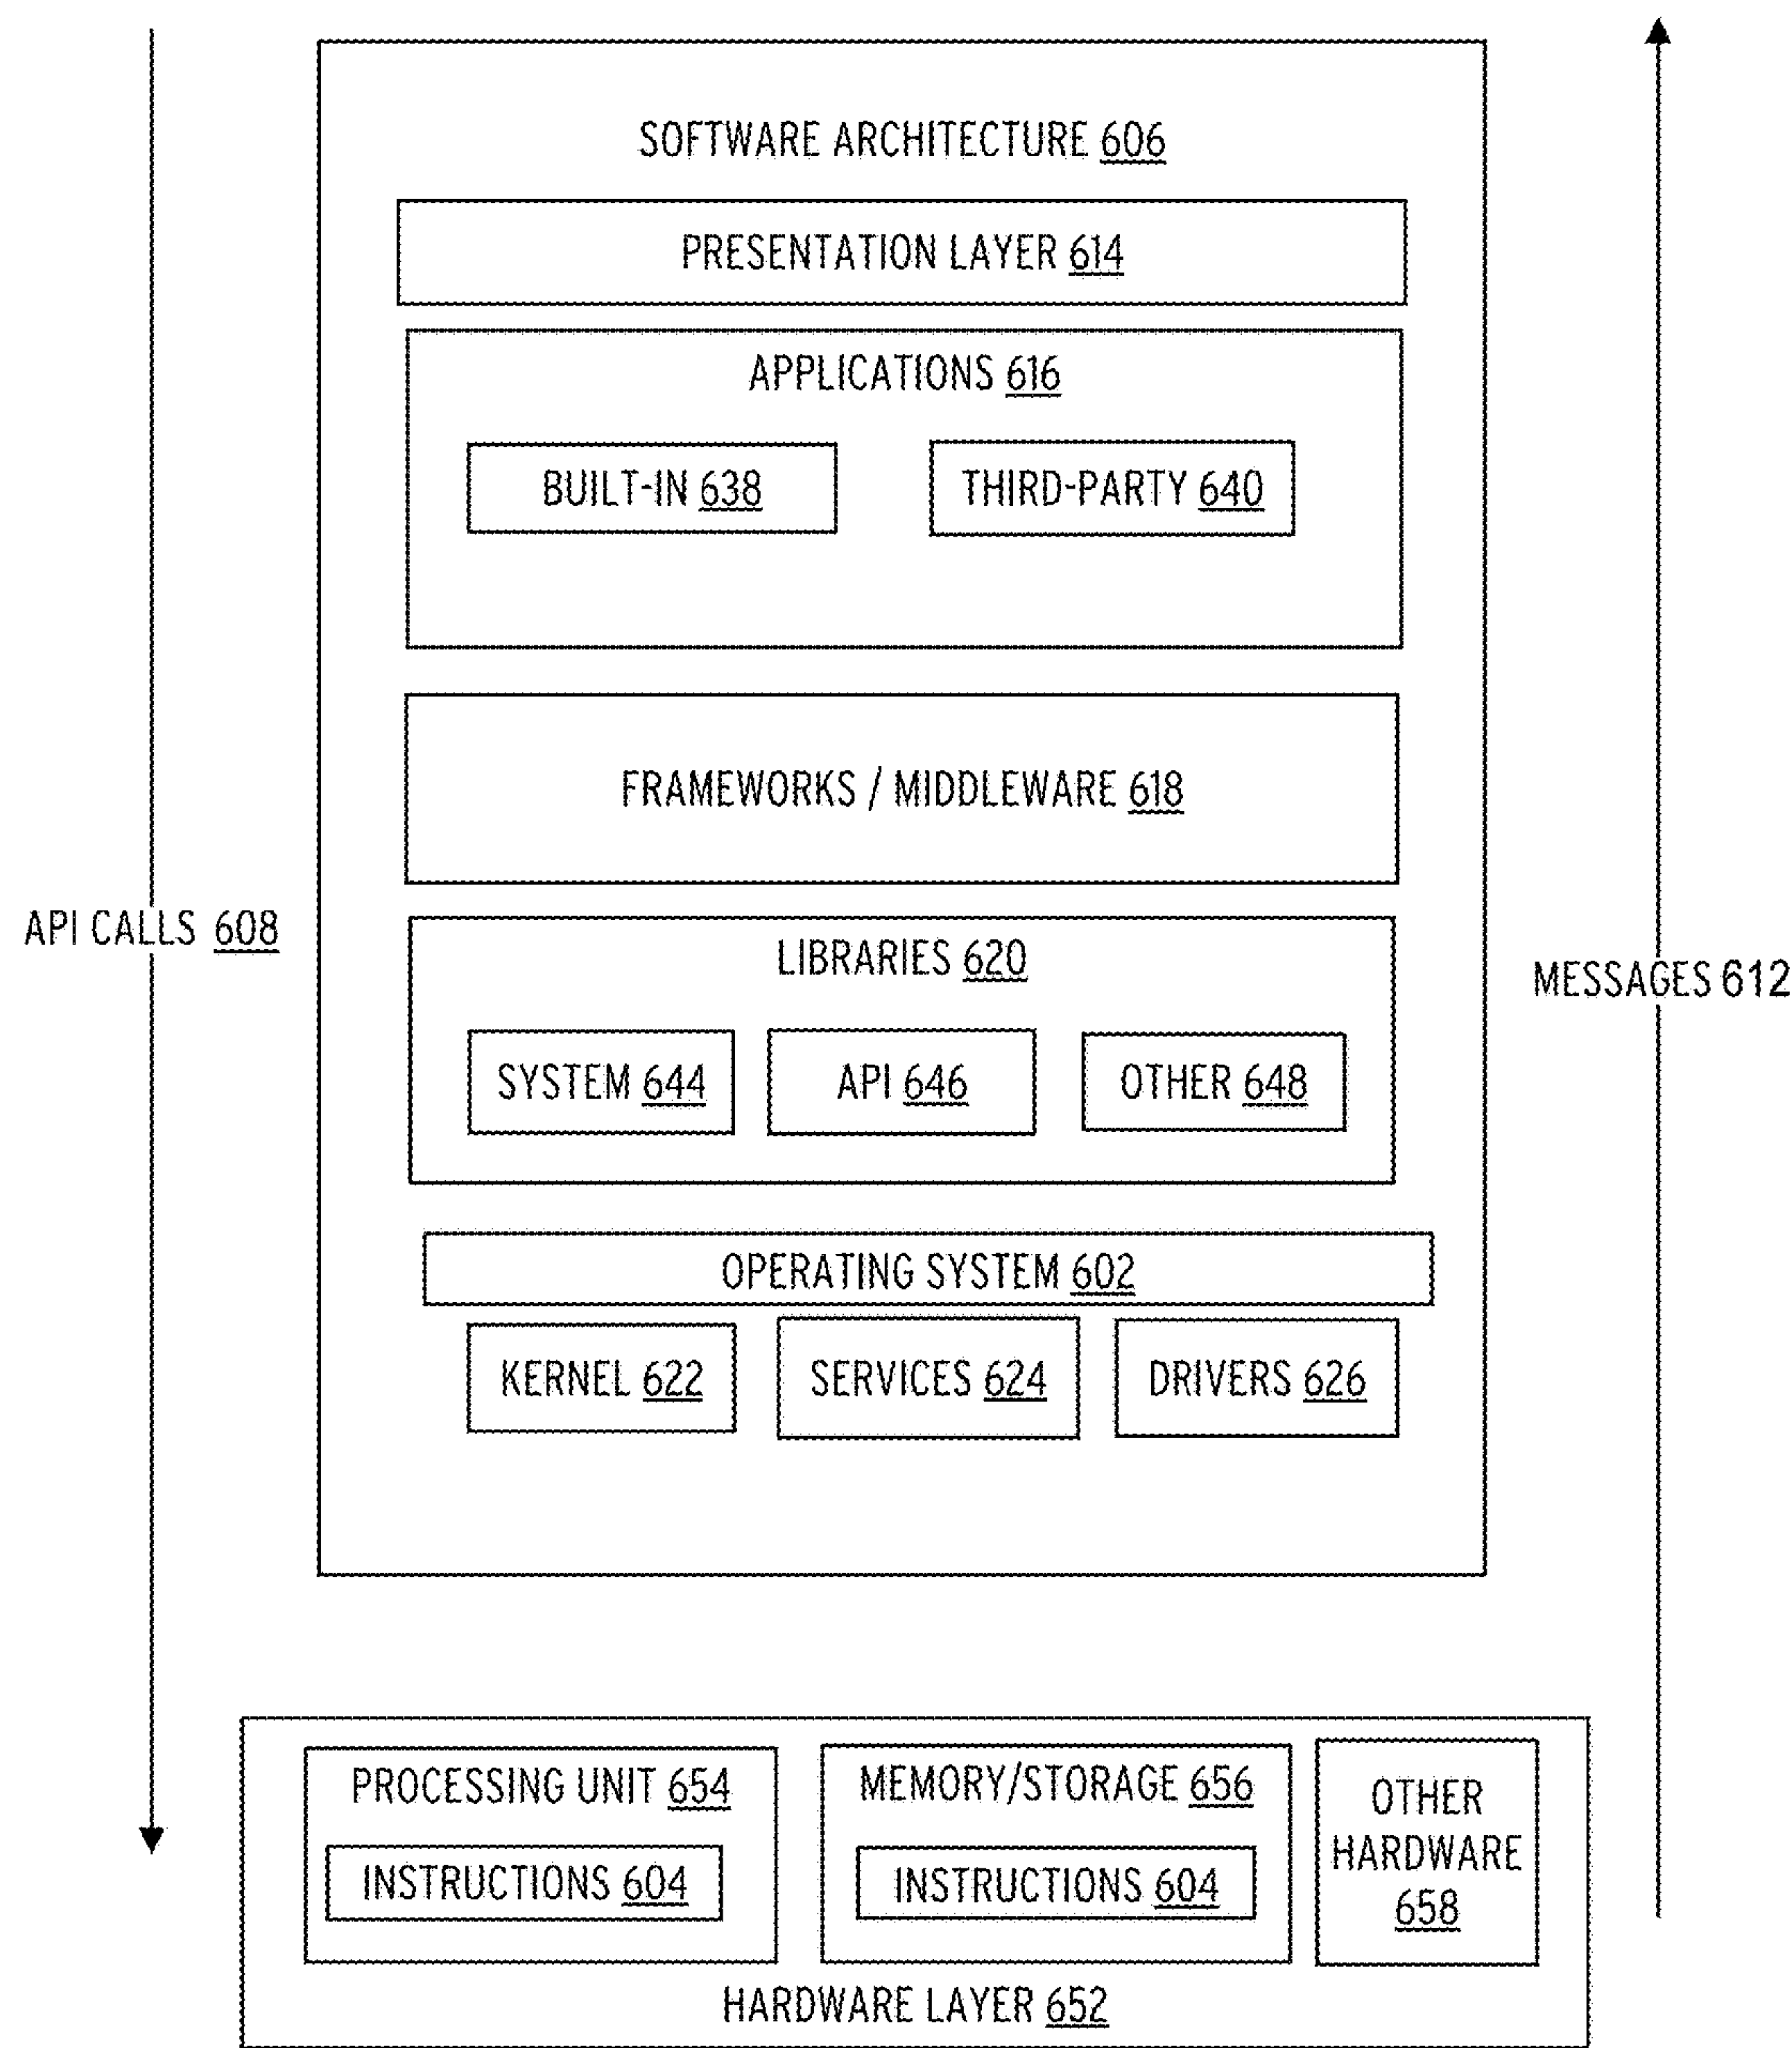 SOFTWARE ARCHITECTURE 606
PRESENTATION LAYER 614
APPLICATIONS 616
BUILT-IN 638
THIRD-PARTY 640
FRAMEWORKS / MIDDLEWARE 618
API CALLS 608
LIBRARIES 620
MESSAGES 612
SYSTEM 644
API 646
OTHER 648
OPERATING SYSTEM 602
KERNEL 622
SERVICES 624
DRIVERS 626
PROCESSING UNIT 654
INSTRUCTIONS 604
MEMORY/STORAGE 656
INSTRUCTIONS 604
OTHER
HARDWARE
658
HARDWARE LAYER 652